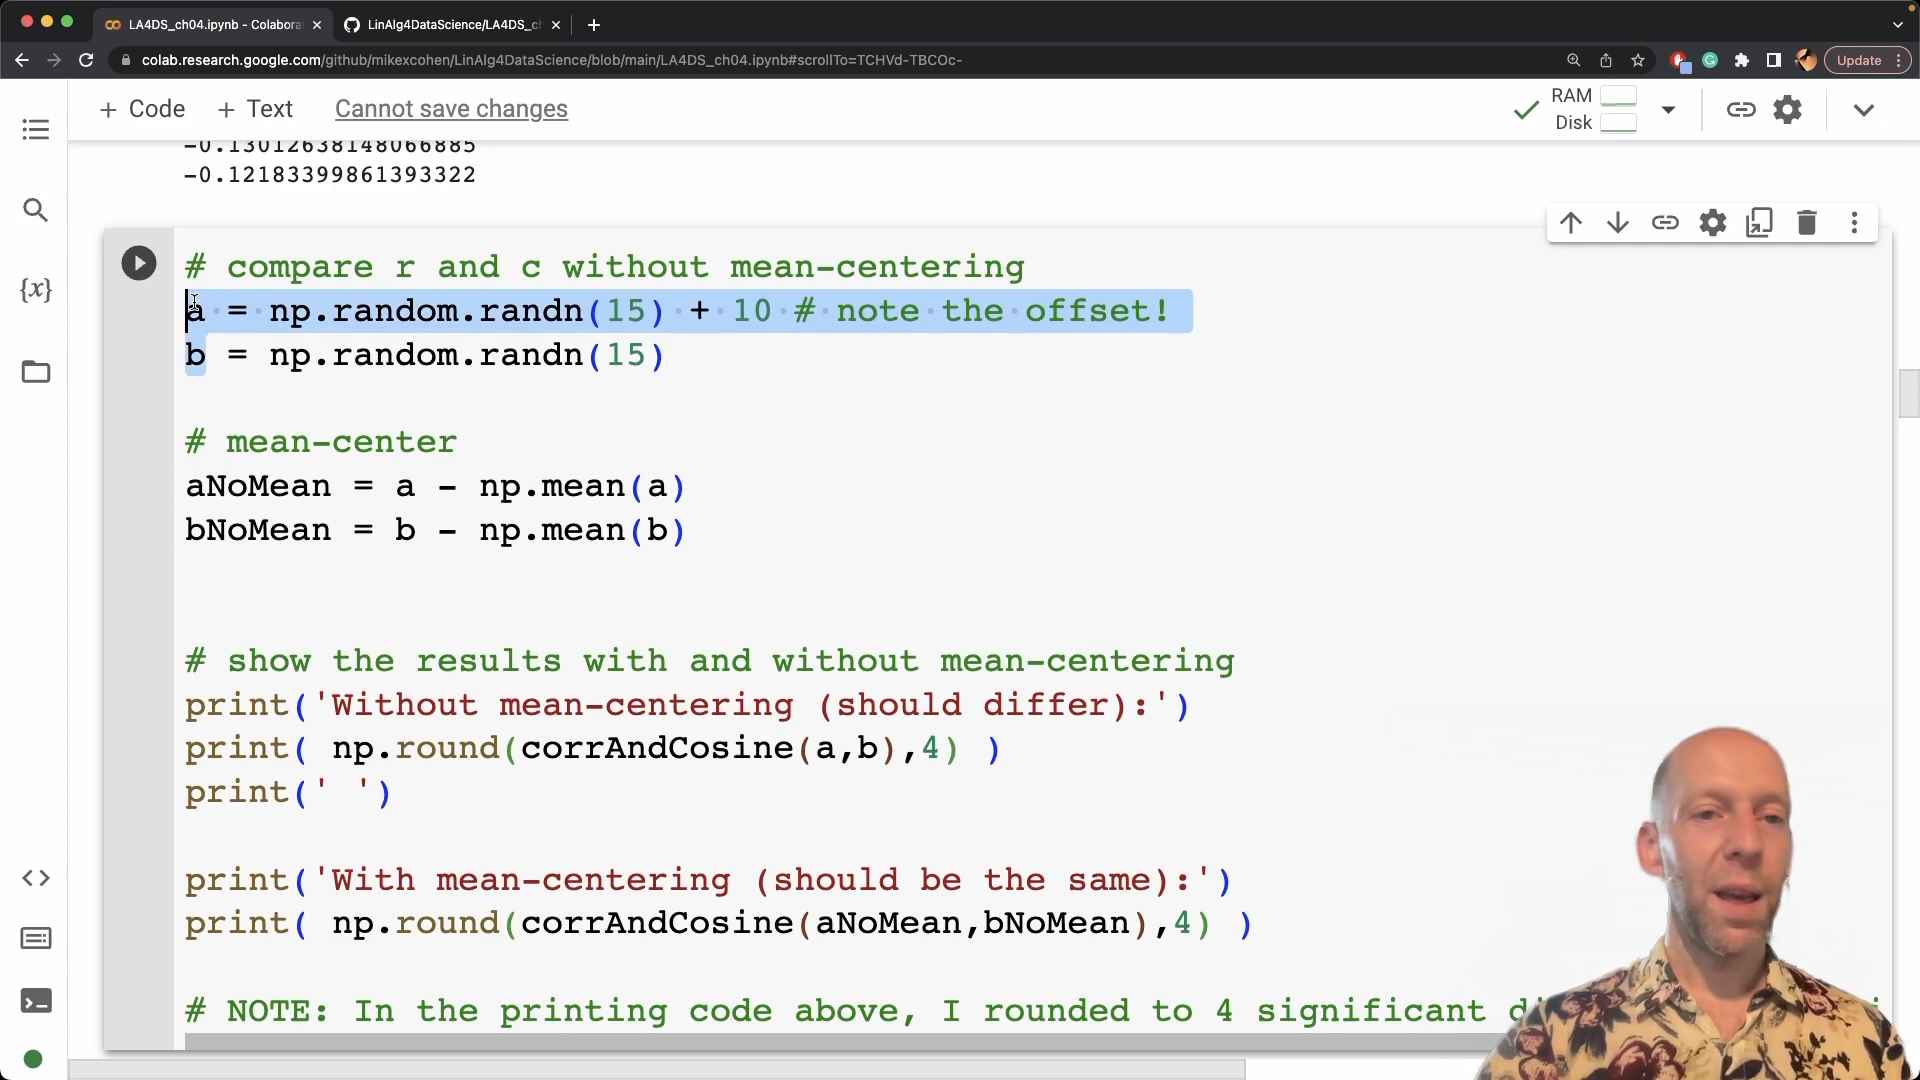 LA4DS_ch04.ipynb - Colabora
LinAlg4DataScience/LA4DS_c
colab.research.google.com/github/mikexcohen/LinAlg4DataScience/blob/main/LA4DS_ch04.ipynb#scrollTo=TCHVd-TBCOc-
Update
+ Code + Text Cannot save changes
RAM
Disk
-0.13012638148066885
-0.12183399861393322
{x}
# compare r and c without mean-centering
a = np.random.randn(15) + 10 # note the offset!
b = np.random.randn(15)
# mean-center
aNoMean = a - np.mean(a)
bNoMean = b - np.mean(b)
# show the results with and without mean-centering
print('Without mean-centering (should differ):')
print( np.round(corrAndCosine(a,b),4) )
print(' ')
print('With mean-centering (should be the same):')
print( np.round(corrAndCosine(aNoMean,bNoMean),4) )
# NOTE: In the printing code above, I rounded to 4 significant